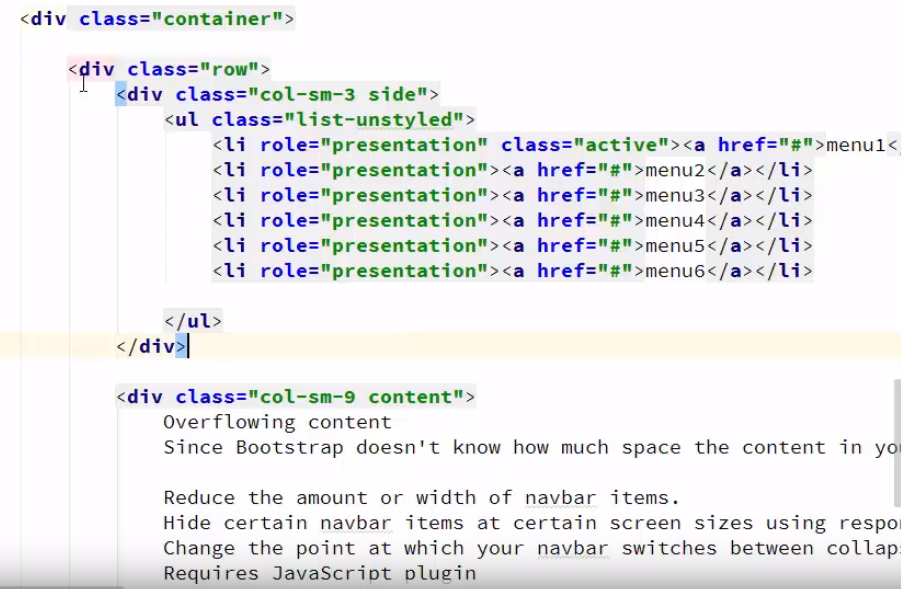 <div class="container">
<div class="row">
<div class="col-sm-3 side">
<ul class="list-unstyled">
<li role="presentation" class="active"><a href="#">menu1<
<li role="presentation"><a href="#">menu2</a></li>
<li role="presentation"><a href="#">menu3</a></li>
<li role="presentation"><a href="#">menu4</a></li>
<li role="presentation"><a href="#">menu5</a></li>
<li role="presentation"><a href="#">menu6</a></li>
</ul>
</div>
<div class="col-sm-9 content">
Overflowing content
Since Bootstrap doesn't know how much space the content in
Reduce the amount or width of navbar items.
Hide certain navbar items at certain screen sizes using
Change the point at which your navbar switches between
Requires JavaScript plugin